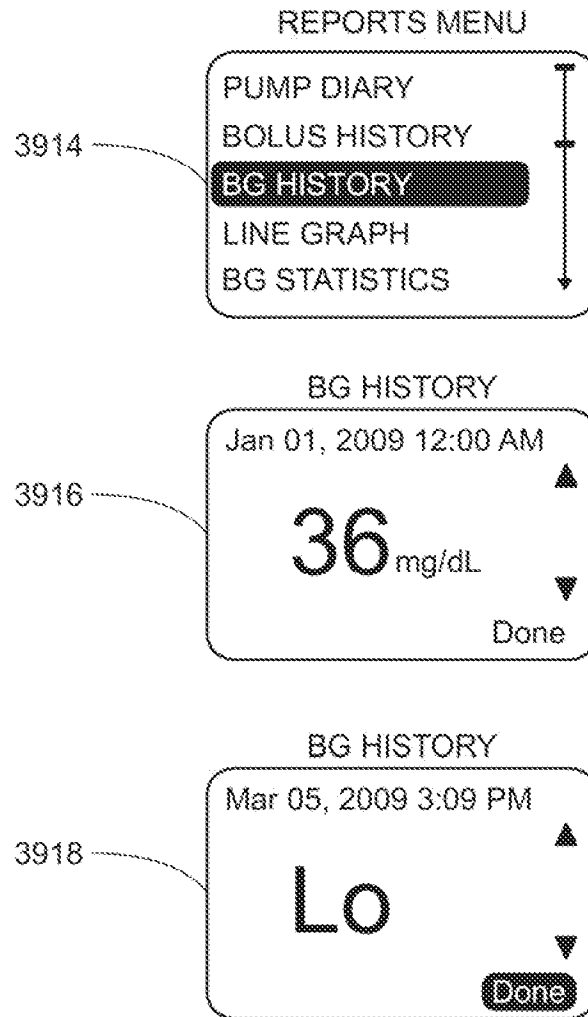 REPORTS MENU
PUMP DIARY
BOLUS HISTORY
3914
BG HISTORY
LINE GRAPH
BG STATISTICS
BG HISTORY
Jan 01, 2009 12:00 AM
3916
36 mg/dL
Done
BG HISTORY
Mar 05, 2009 3:09 PM
3918
Lo
Done